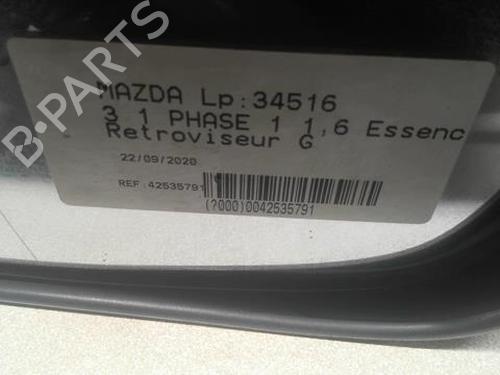 MAZDA Lp:34516
3 1 PHASE 1 1,6 Essenc
Retroviseur G
22/09/2020
REF:42535791
(?000)0042535791
B-PARTS